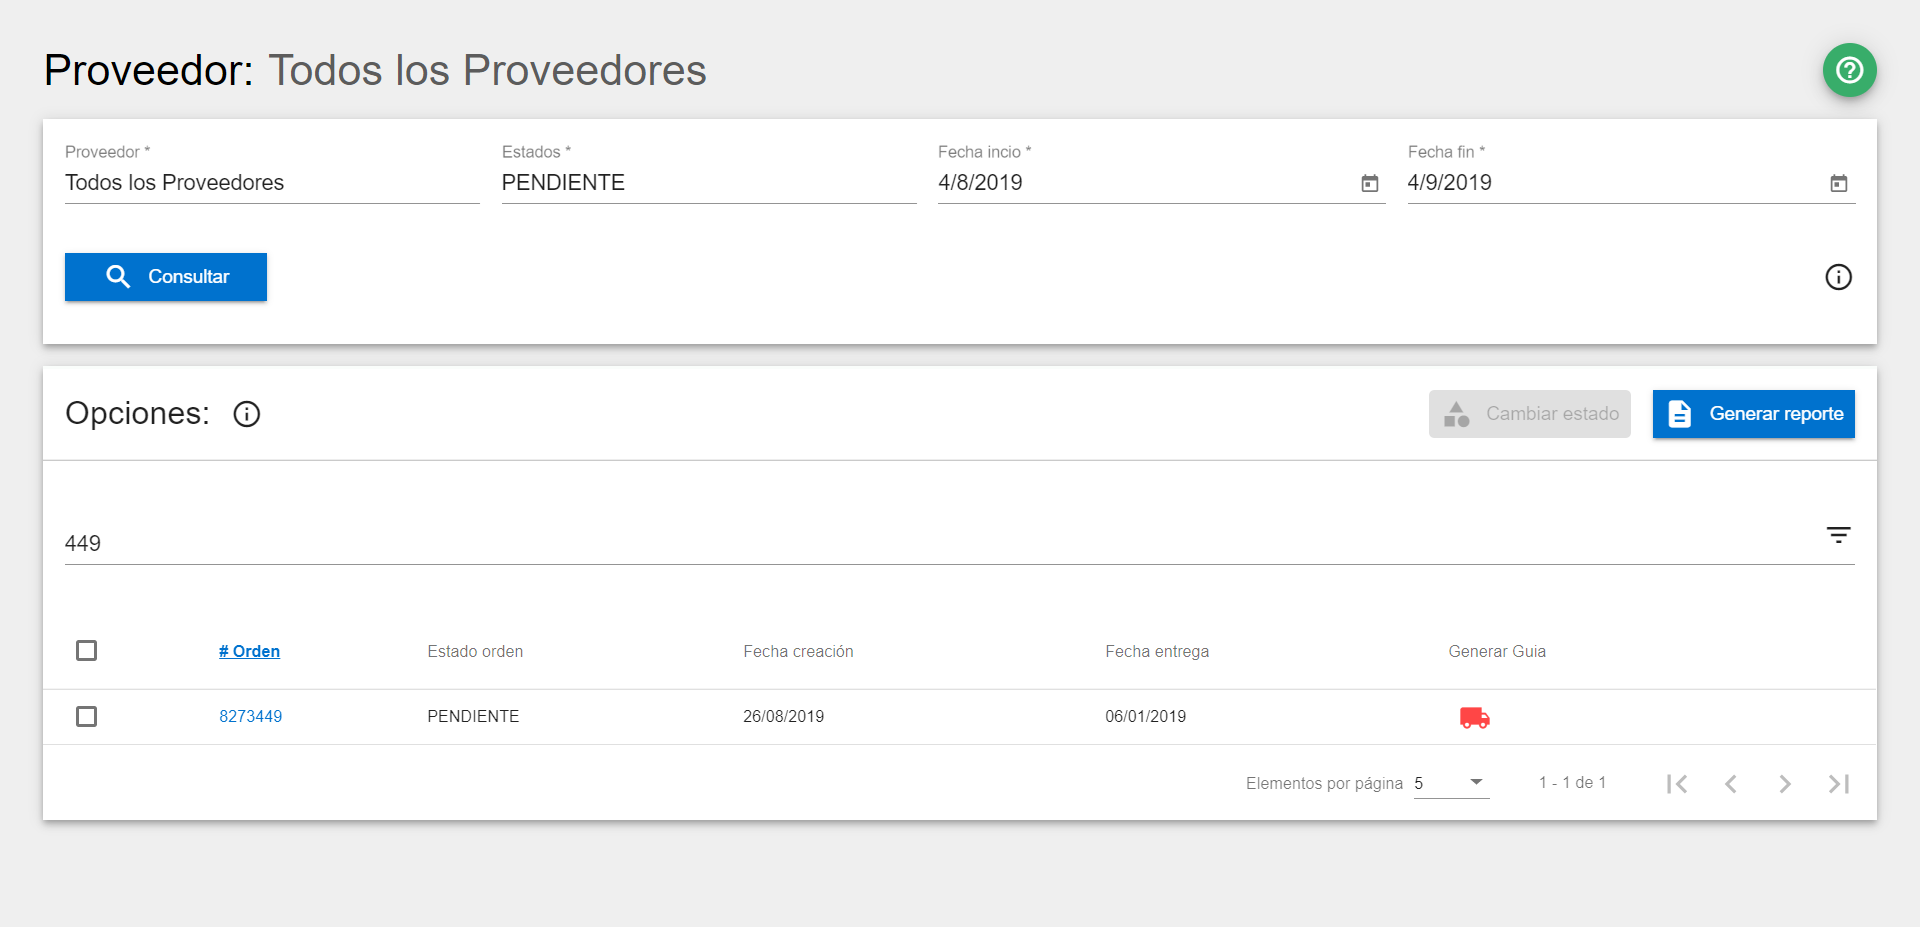 Proveedor: Todos los Proveedores
Proveedor * Estados * Fecha incio * Fecha fin *
Todos los Proveedores PENDIENTE 4/8/2019 4/9/2019
Consultar
Opciones: Cambiar estado Generar reporte
449
# Orden Estado orden Fecha creación Fecha entrega Generar Guia
8273449 PENDIENTE 26/08/2019 06/01/2019
Elementos por página 5 1 - 1 de 1